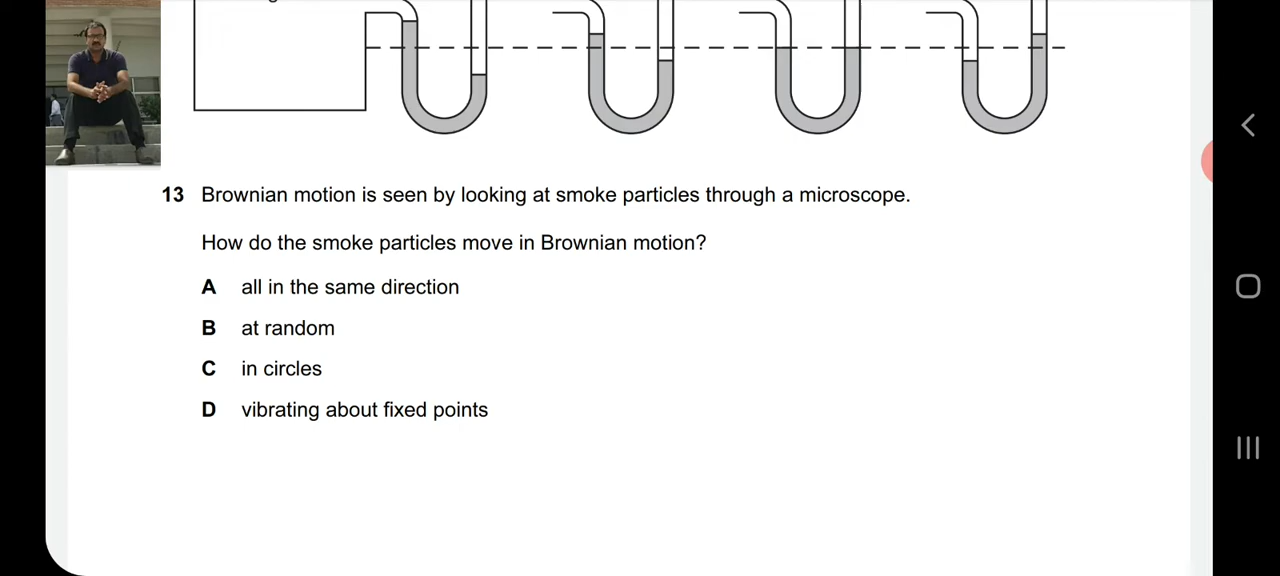 13 Brownian motion is seen by looking at smoke particles through a microscope.
How do the smoke particles move in Brownian motion?
A all in the same direction
B at random
C in circles
D vibrating about fixed points